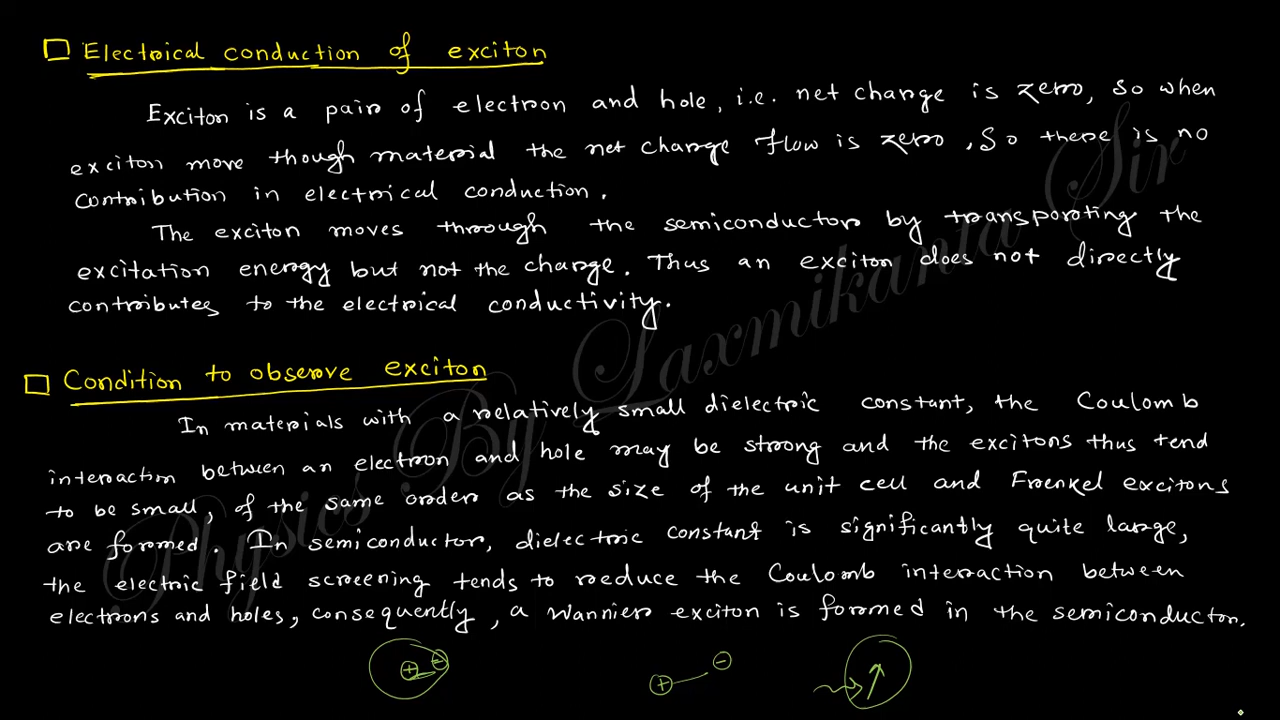 Electrical conduction of exciton
Exciton is a pair of electron and hole, i.e. net charge is zero, so when
exciton move though material the net charge flow is zero, so there is no
contribution in electrical conduction.
The exciton moves through the semiconductor by transporting the
excitation energy but not the charge. Thus an exciton does not directly
contributes to the electrical conductivity.
Condition to observe exciton
In materials with a relatively small dielectric constant, the Coulomb
interaction between an electron and hole may be strong and the excitons thus tend
to be small, of the same order as the size of the unit cell and Frenkel excitons
are formed. In semiconductor, dielectric constant is significantly quite large,
the electric field screening tends to reduce the Coulomb interaction between
electrons and holes, consequently, a Wannier exciton is formed in the semiconductor.
+ -
+ -
Physics By Laxmikanta Sir